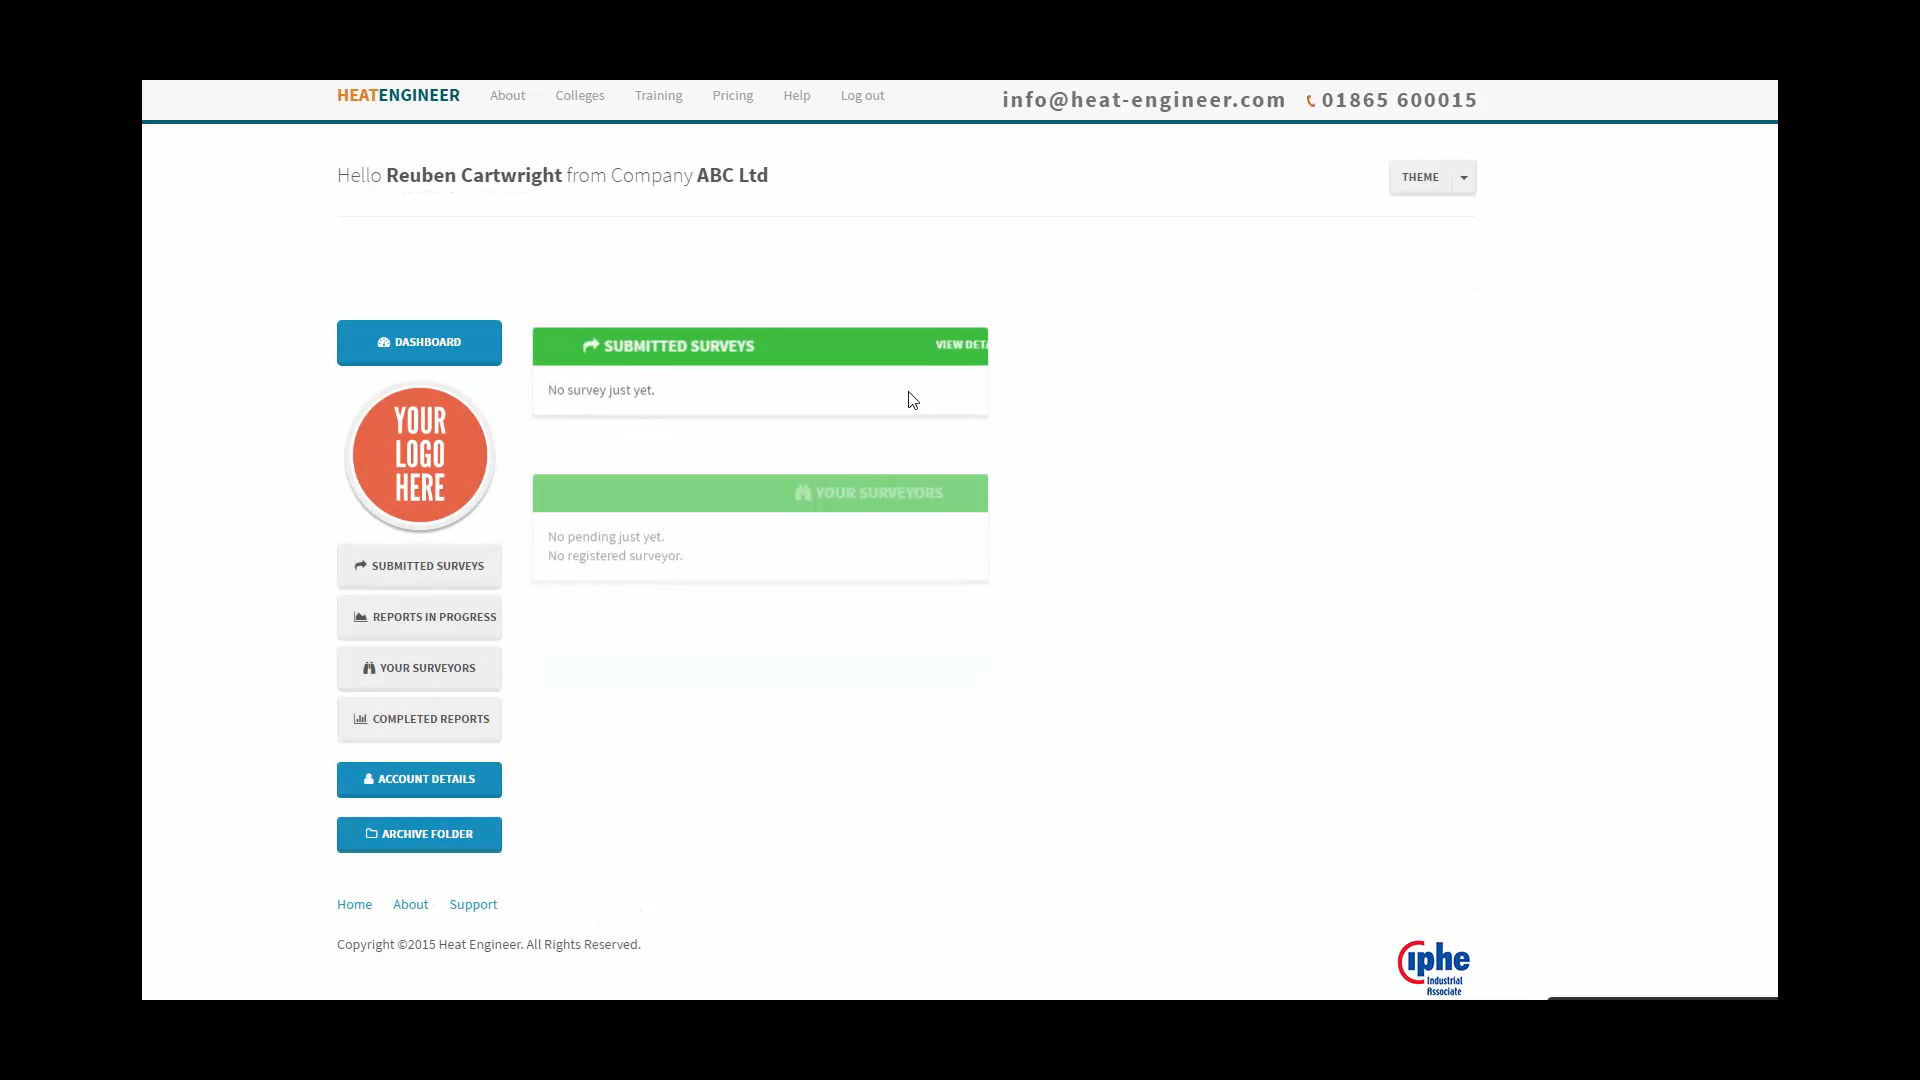 HEATENGINEER About Colleges Training Pricing Help Log out info@heat-engineer.com 01865 600015
Hello Reuben Cartwright from Company ABC Ltd
THEME
DASHBOARD
YOUR
LOGO
HERE
SUBMITTED SURVEYS
REPORTS IN PROGRESS
YOUR SURVEYORS
COMPLETED REPORTS
ACCOUNT DETAILS
ARCHIVE FOLDER
SUBMITTED SURVEYS VIEW DETA
No survey just yet.
YOUR SURVEYORS
No pending just yet.
No registered surveyor.
Home About Support
Copyright ©2015 Heat Engineer. All Rights Reserved.
Ciphe
Industrial
Associate